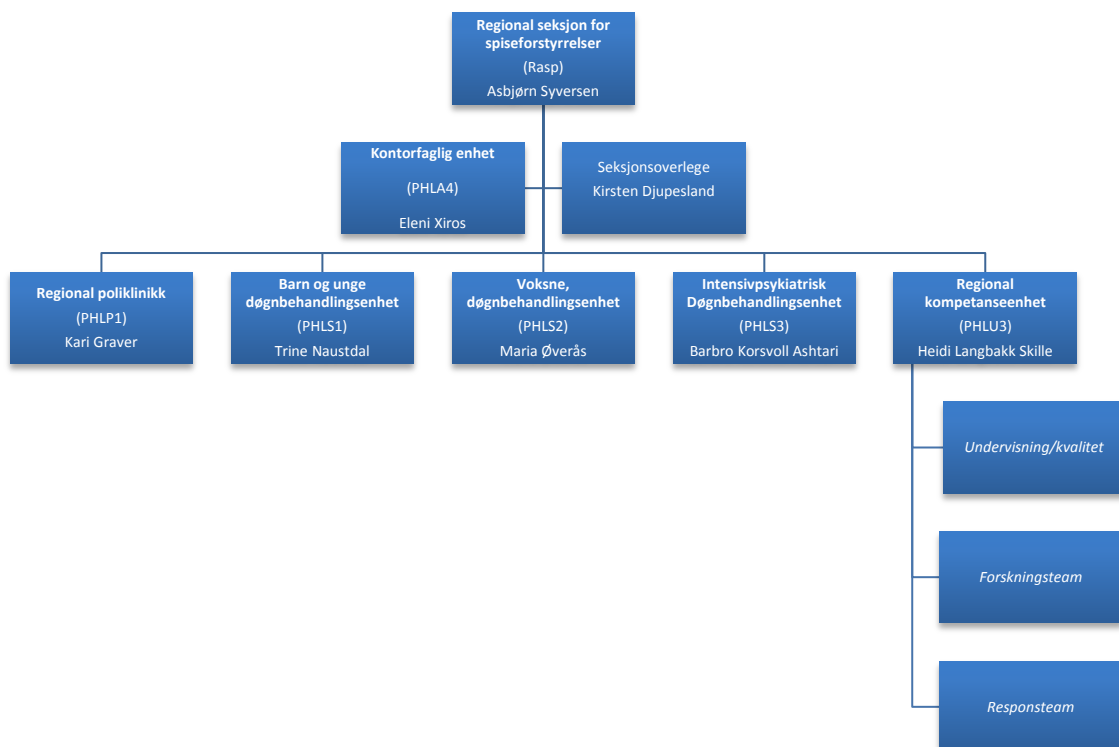 Regional seksjon for
spiseforstyrrelser
(Rasp)
Asbjørn Syversen
Kontorfaglig enhet
(PHLA4)
Eleni Xiros
Seksjonsoverlege
Kirsten Djupesland
Regional poliklinikk
(PHLP1)
Kari Graver
Barn og unge
døgnbehandlingsenhet
(PHLS1)
Trine Naustdal
Voksne,
døgnbehandlingsenhet
(PHLS2)
Maria Øverås
Intensivpsykiatrisk
Døgnbehandlingsenhet
(PHLS3)
Barbro Korsvoll Ashtari
Regional
kompetanseenhet
(PHLU3)
Heidi Langbakk Skille
Undervisning/kvalitet
Forskningsteam
Responsteam